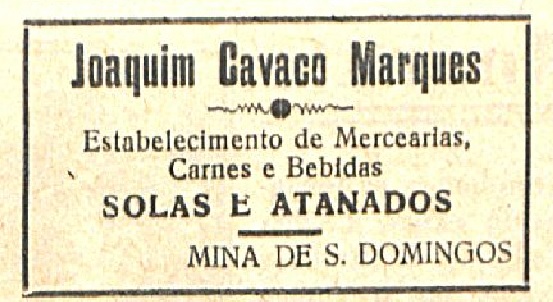 Joaquim Cavaco Marques
Estabelecimento de Mercearias,
Carnes e Bebidas
SOLAS E ATANADOS
MINA DE S. DOMINGOS